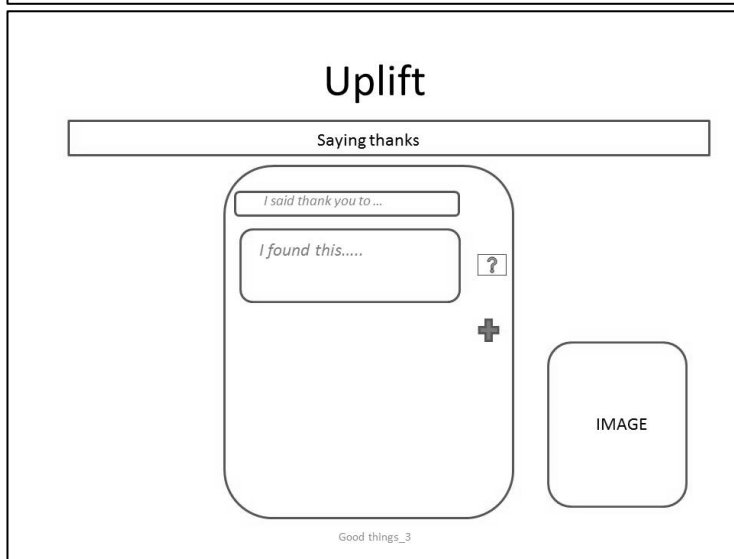 Uplift
Saying thanks
I said thank you to ...
I found this.....
?
IMAGE
Good things_3